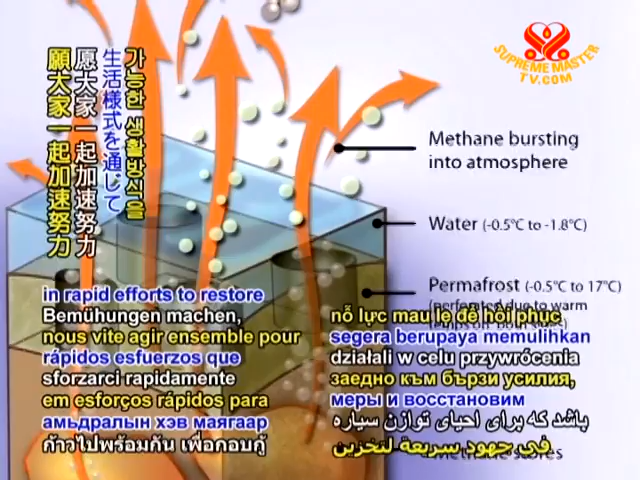 SUPREME MASTER
TV.COM
가능한 생활방식을
生活様式を通じて
愿大家一起加速努力
願大家一起加速努力
Methane bursting
into atmosphere
Water (-0.5°C to -1.8°C)
Permafrost (-0.5°C to 17°C)
(perforated due to warm
in rapid efforts to restore
Bemühungen machen,
nous vite agir ensemble pour
rápidos esfuerzos que
sforzarci rapidamente
em esforços rápidos para
амьдралын хэв маягаар
ก้าวไปพร้อมกัน เพื่อกอบกู้
nỗ lực mau lẹ để hồi phục
segera berupaya memulihkan
działali w celu przywrócenia
заедно към бързи усилия,
меры и восстановим
باشد که برای احیای توازن سیاره
في جهود سريعة لتخزين
Methane stores